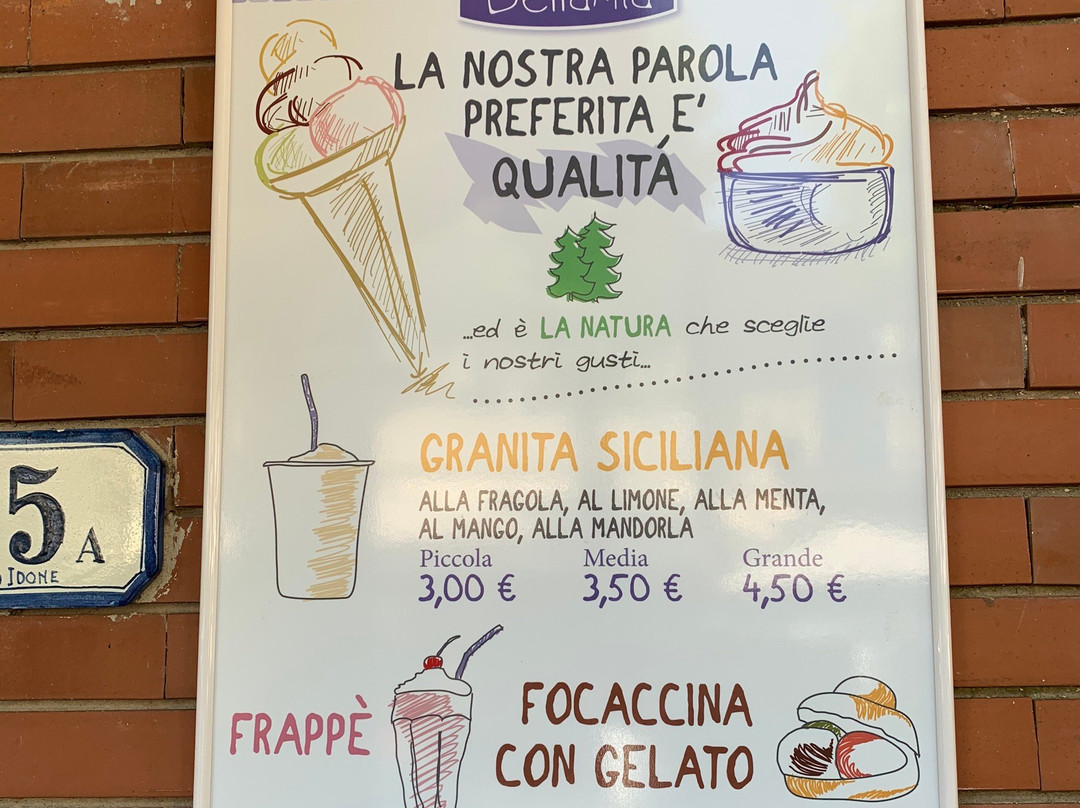 LA NOSTRA PAROLA
PREFERITA E'
QUALITÁ
...ed è LA NATURA che sceglie
i nostri gusti...
GRANITA SICILIANA
ALLA FRAGOLA, AL LIMONE, ALLA MENTA,
AL MANGO, ALLA MANDORLA
Piccola Media Grande
3,00 € 3,50 € 4,50 €
5 A
IDONE
FRAPPÈ
FOCACCINA
CON GELATO